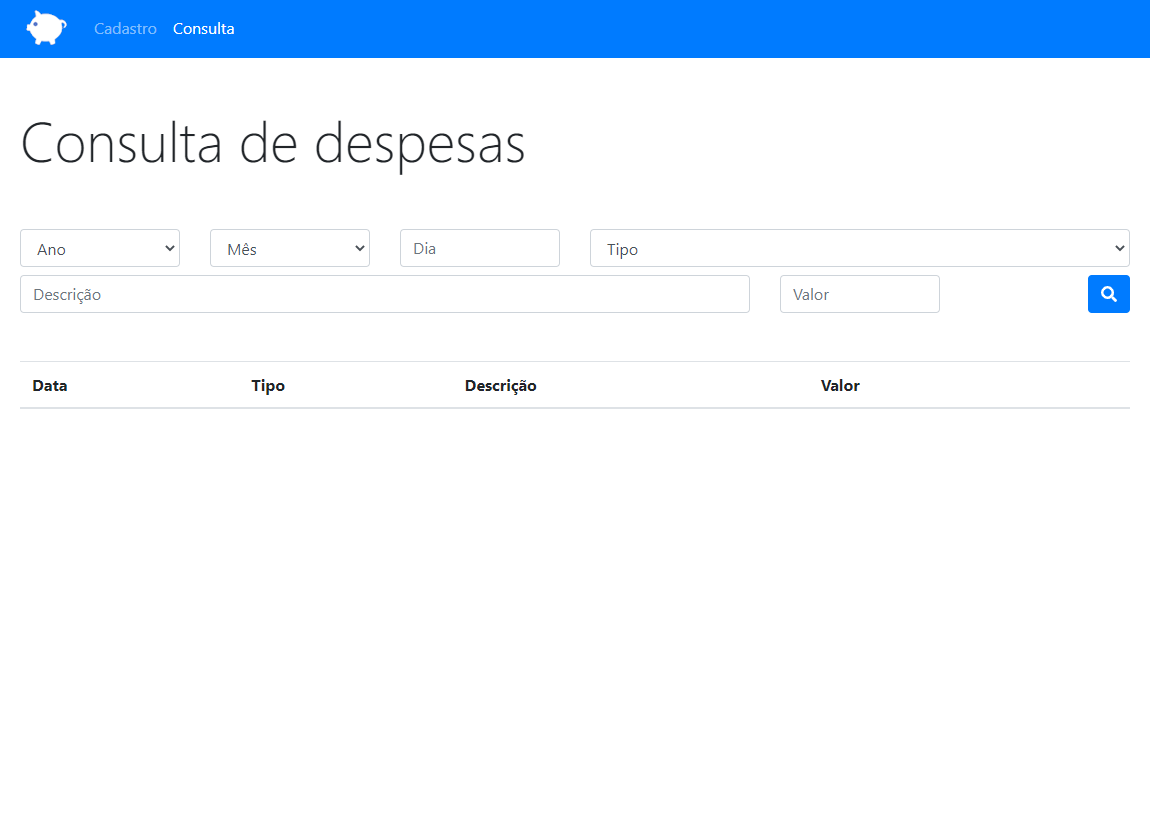 Cadastro Consulta
Consulta de despesas
Ano Mês Dia Tipo
Descrição Valor
Data Tipo Descrição Valor